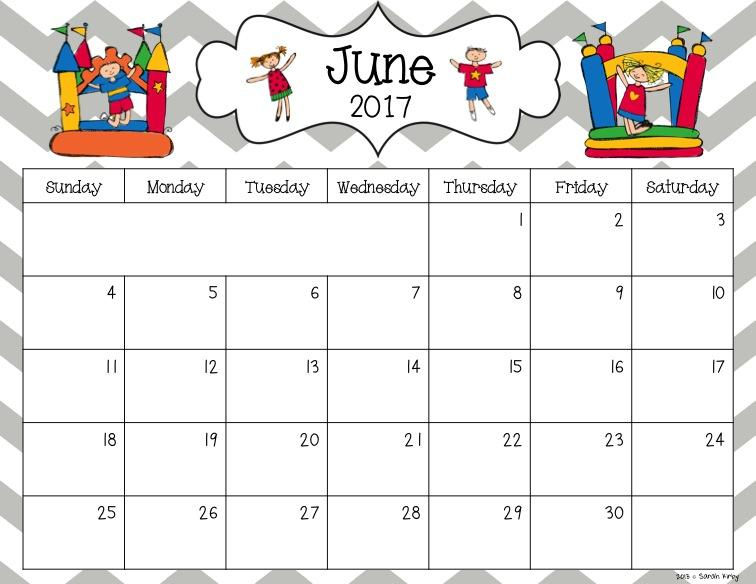 June
2017
Sunday Monday Tuesday Wednesday Thursday Friday Saturday
1 2 3
4 5 6 7 8 9 10
11 12 13 14 15 16 17
18 19 20 21 22 23 24
25 26 27 28 29 30
2013 © Sarah Kirby